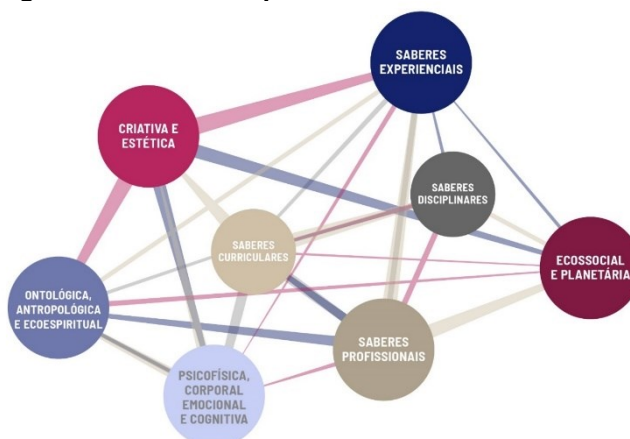 SABERES
EXPERIENCIAIS
CRIATIVA E
ESTÉTICA
SABERES
DISCIPLINARES
SABERES
CURRICULARES
ECOSSOCIAL
E PLANETÁRIA
ONTOLÓGICA,
ANTROPOLÓGICA
E ECOESPIRITUAL
SABERES
PROFISSIONAIS
PSICOFÍSICA,
CORPORAL
EMOCIONAL
E COGNITIVA